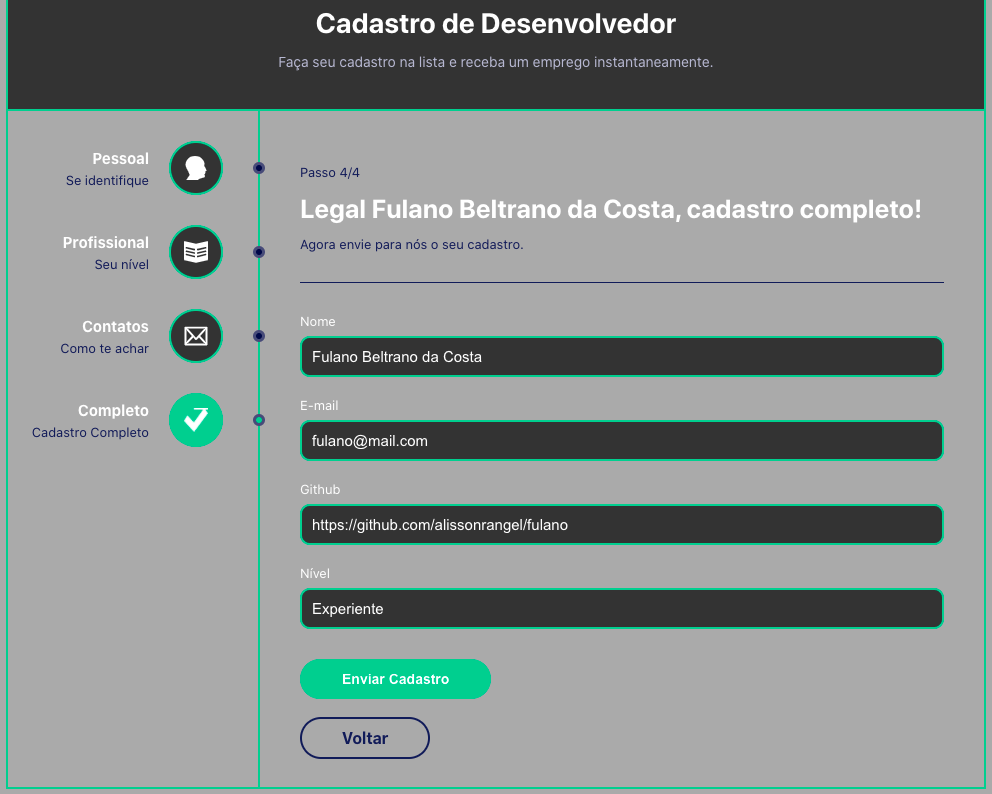 Cadastro de Desenvolvedor
Faça seu cadastro na lista e receba um emprego instantaneamente.
Pessoal
Se identifique
Profissional
Seu nível
Contatos
Como te achar
Completo
Cadastro Completo
Passo 4/4
Legal Fulano Beltrano da Costa, cadastro completo!
Agora envie para nós o seu cadastro.
Nome
Fulano Beltrano da Costa
E-mail
fulano@mail.com
Github
https://github.com/alissonrangel/fulano
Nível
Experiente
Enviar Cadastro
Voltar